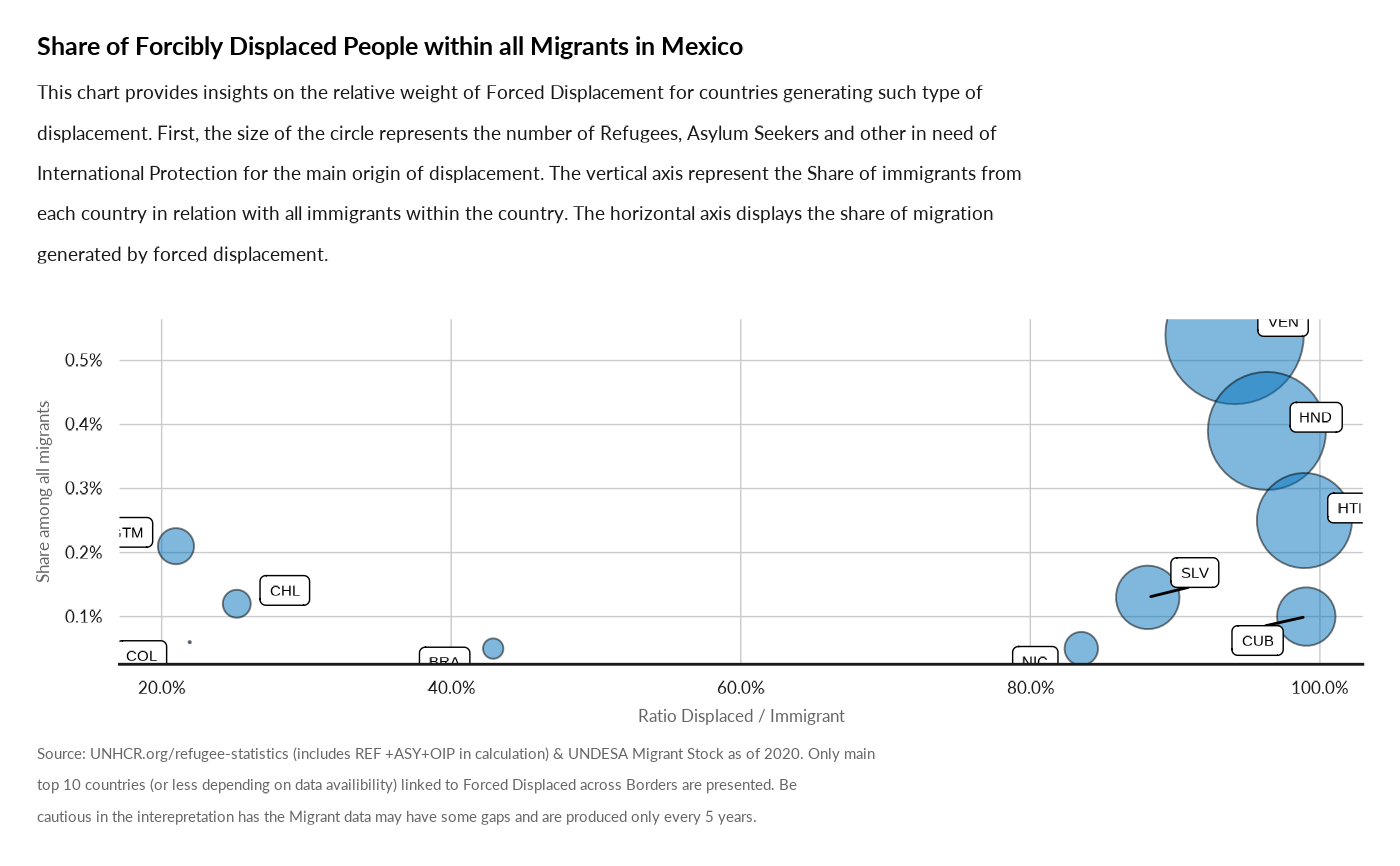 Share of Forcibly Displaced People within all Migrants in Mexico
This chart provides insights on the relative weight of Forced Displacement for countries generating such type of
displacement. First, the size of the circle represents the number of Refugees, Asylum Seekers and other in need of
International Protection for the main origin of displacement. The vertical axis represent the Share of immigrants from
each country in relation with all immigrants within the country. The horizontal axis displays the share of migration
generated by forced displacement.
VEN
0.5%
0.4%
HND
0.3%
HTI
GTM
0.2%
SLV
CHL
0.1%
CUB
COL
BRA
NIC
Share among all migrants
20.0% 40.0% 60.0% 80.0% 100.0%
Ratio Displaced / Immigrant
Source: UNHCR.org/refugee-statistics (includes REF +ASY+OIP in calculation) & UNDESA Migrant Stock as of 2020. Only main
top 10 countries (or less depending on data availibility) linked to Forced Displaced across Borders are presented. Be
cautious in the interepretation has the Migrant data may have some gaps and are produced only every 5 years.